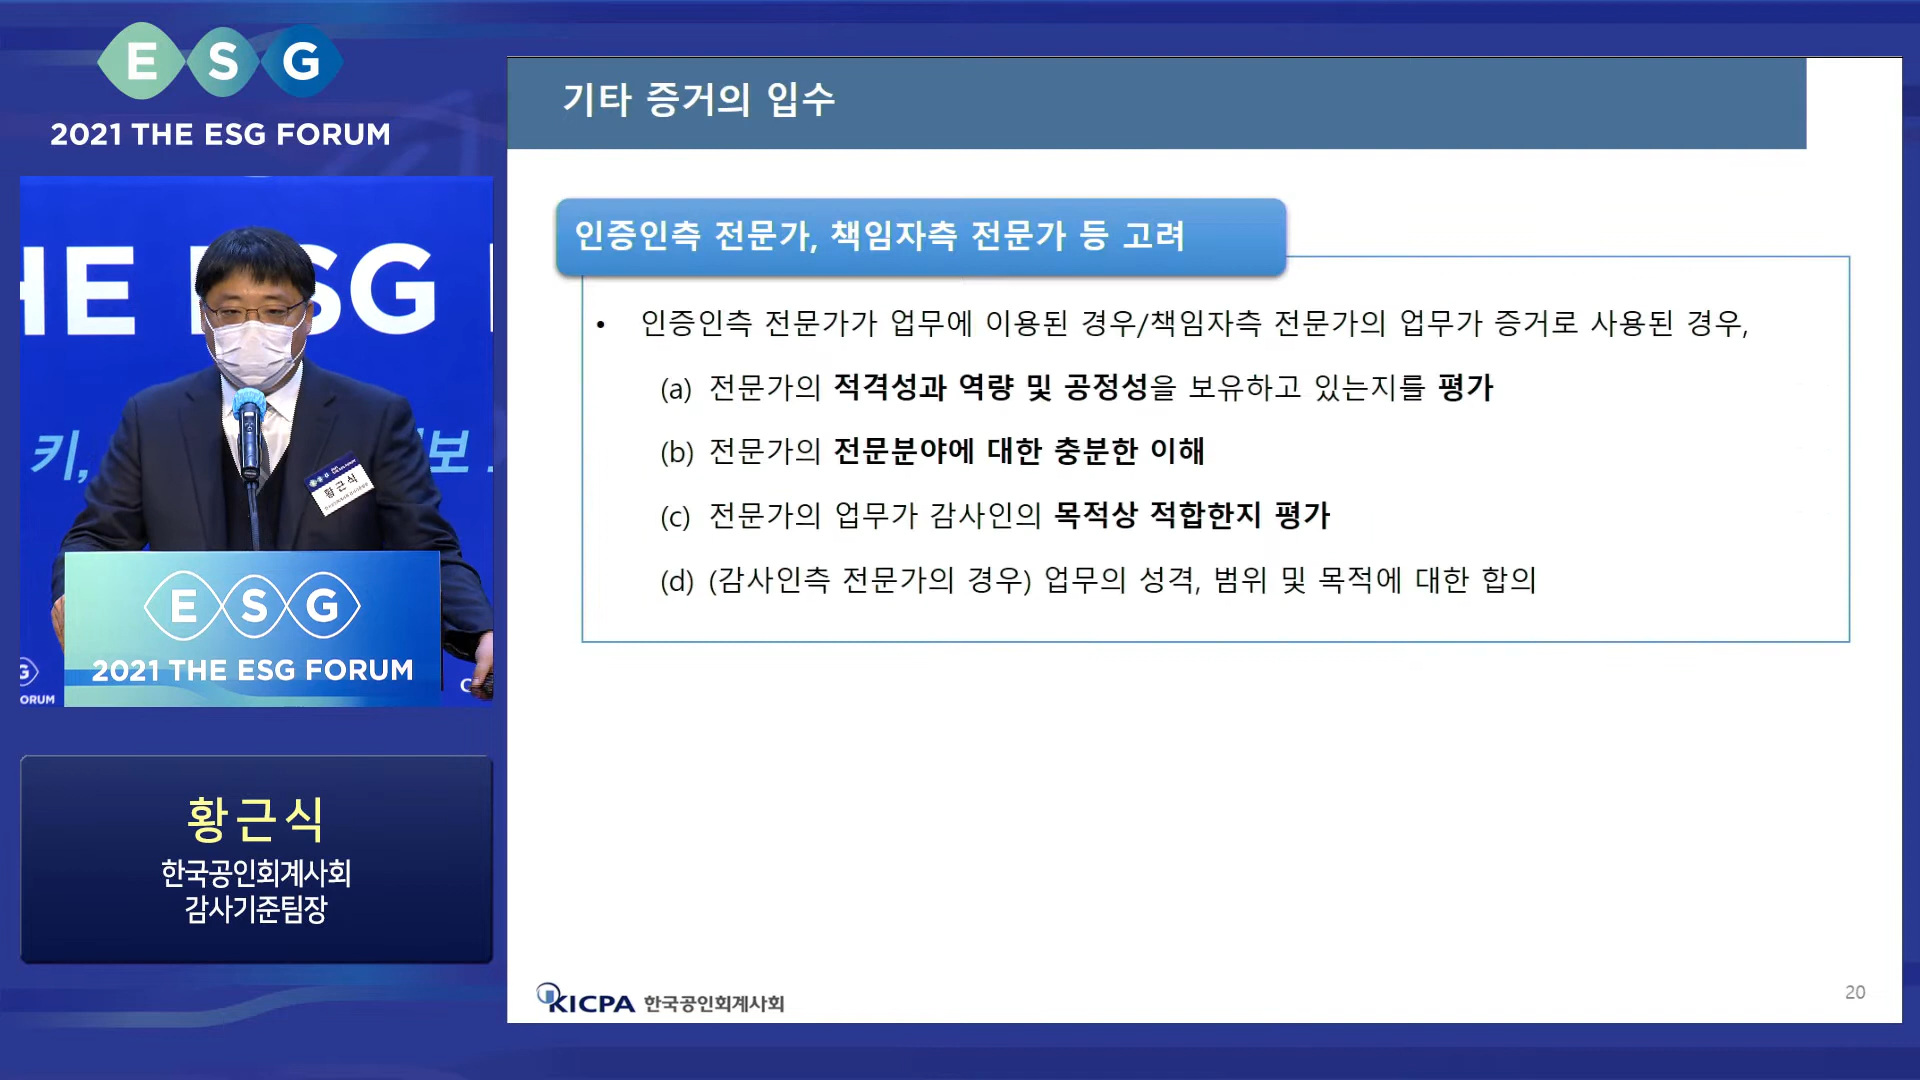 E S G
2021 THE ESG FORUM
HE ESG
키,
보
황근식
E S G
2021 THE ESG FORUM
G
ORUM
황근식
한국공인회계사회
감사기준팀장
기타 증거의 입수
인증인측 전문가, 책임자측 전문가 등 고려
• 인증인측 전문가가 업무에 이용된 경우/책임자측 전문가의 업무가 증거로 사용된 경우,
(a) 전문가의 적격성과 역량 및 공정성을 보유하고 있는지를 평가
(b) 전문가의 전문분야에 대한 충분한 이해
(c) 전문가의 업무가 감사인의 목적상 적합한지 평가
(d) (감사인측 전문가의 경우) 업무의 성격, 범위 및 목적에 대한 합의
KICPA 한국공인회계사회
20